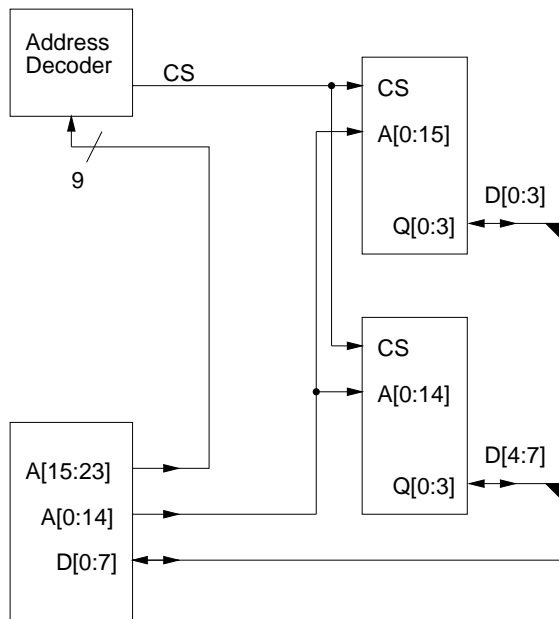 Address
Decoder
CS
9
CS
A[0:15]
Q[0:3]
D[0:3]
CS
A[0:14]
Q[0:3]
D[4:7]
A[15:23]
A[0:14]
D[0:7]